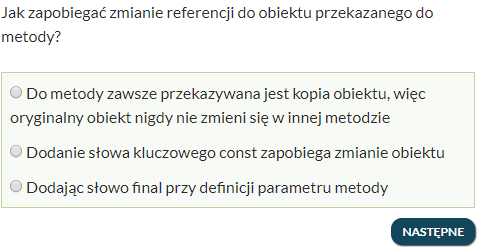 Jak zapobiegać zmianie referencji do obiektu przekazanego do
metody?
Do metody zawsze przekazywana jest kopia obiektu, więc
oryginalny obiekt nigdy nie zmieni się w innej metodzie
Dodanie słowa kluczowego const zapobiega zmianie obiektu
Dodając słowo final przy definicji parametru metody
NASTĘPNE